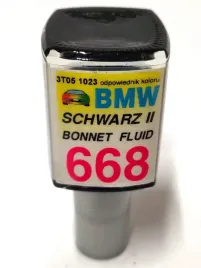 3T05 1023 odpowiednik koloru
BMW
SCHWARZ II
BONNET FLUID
668